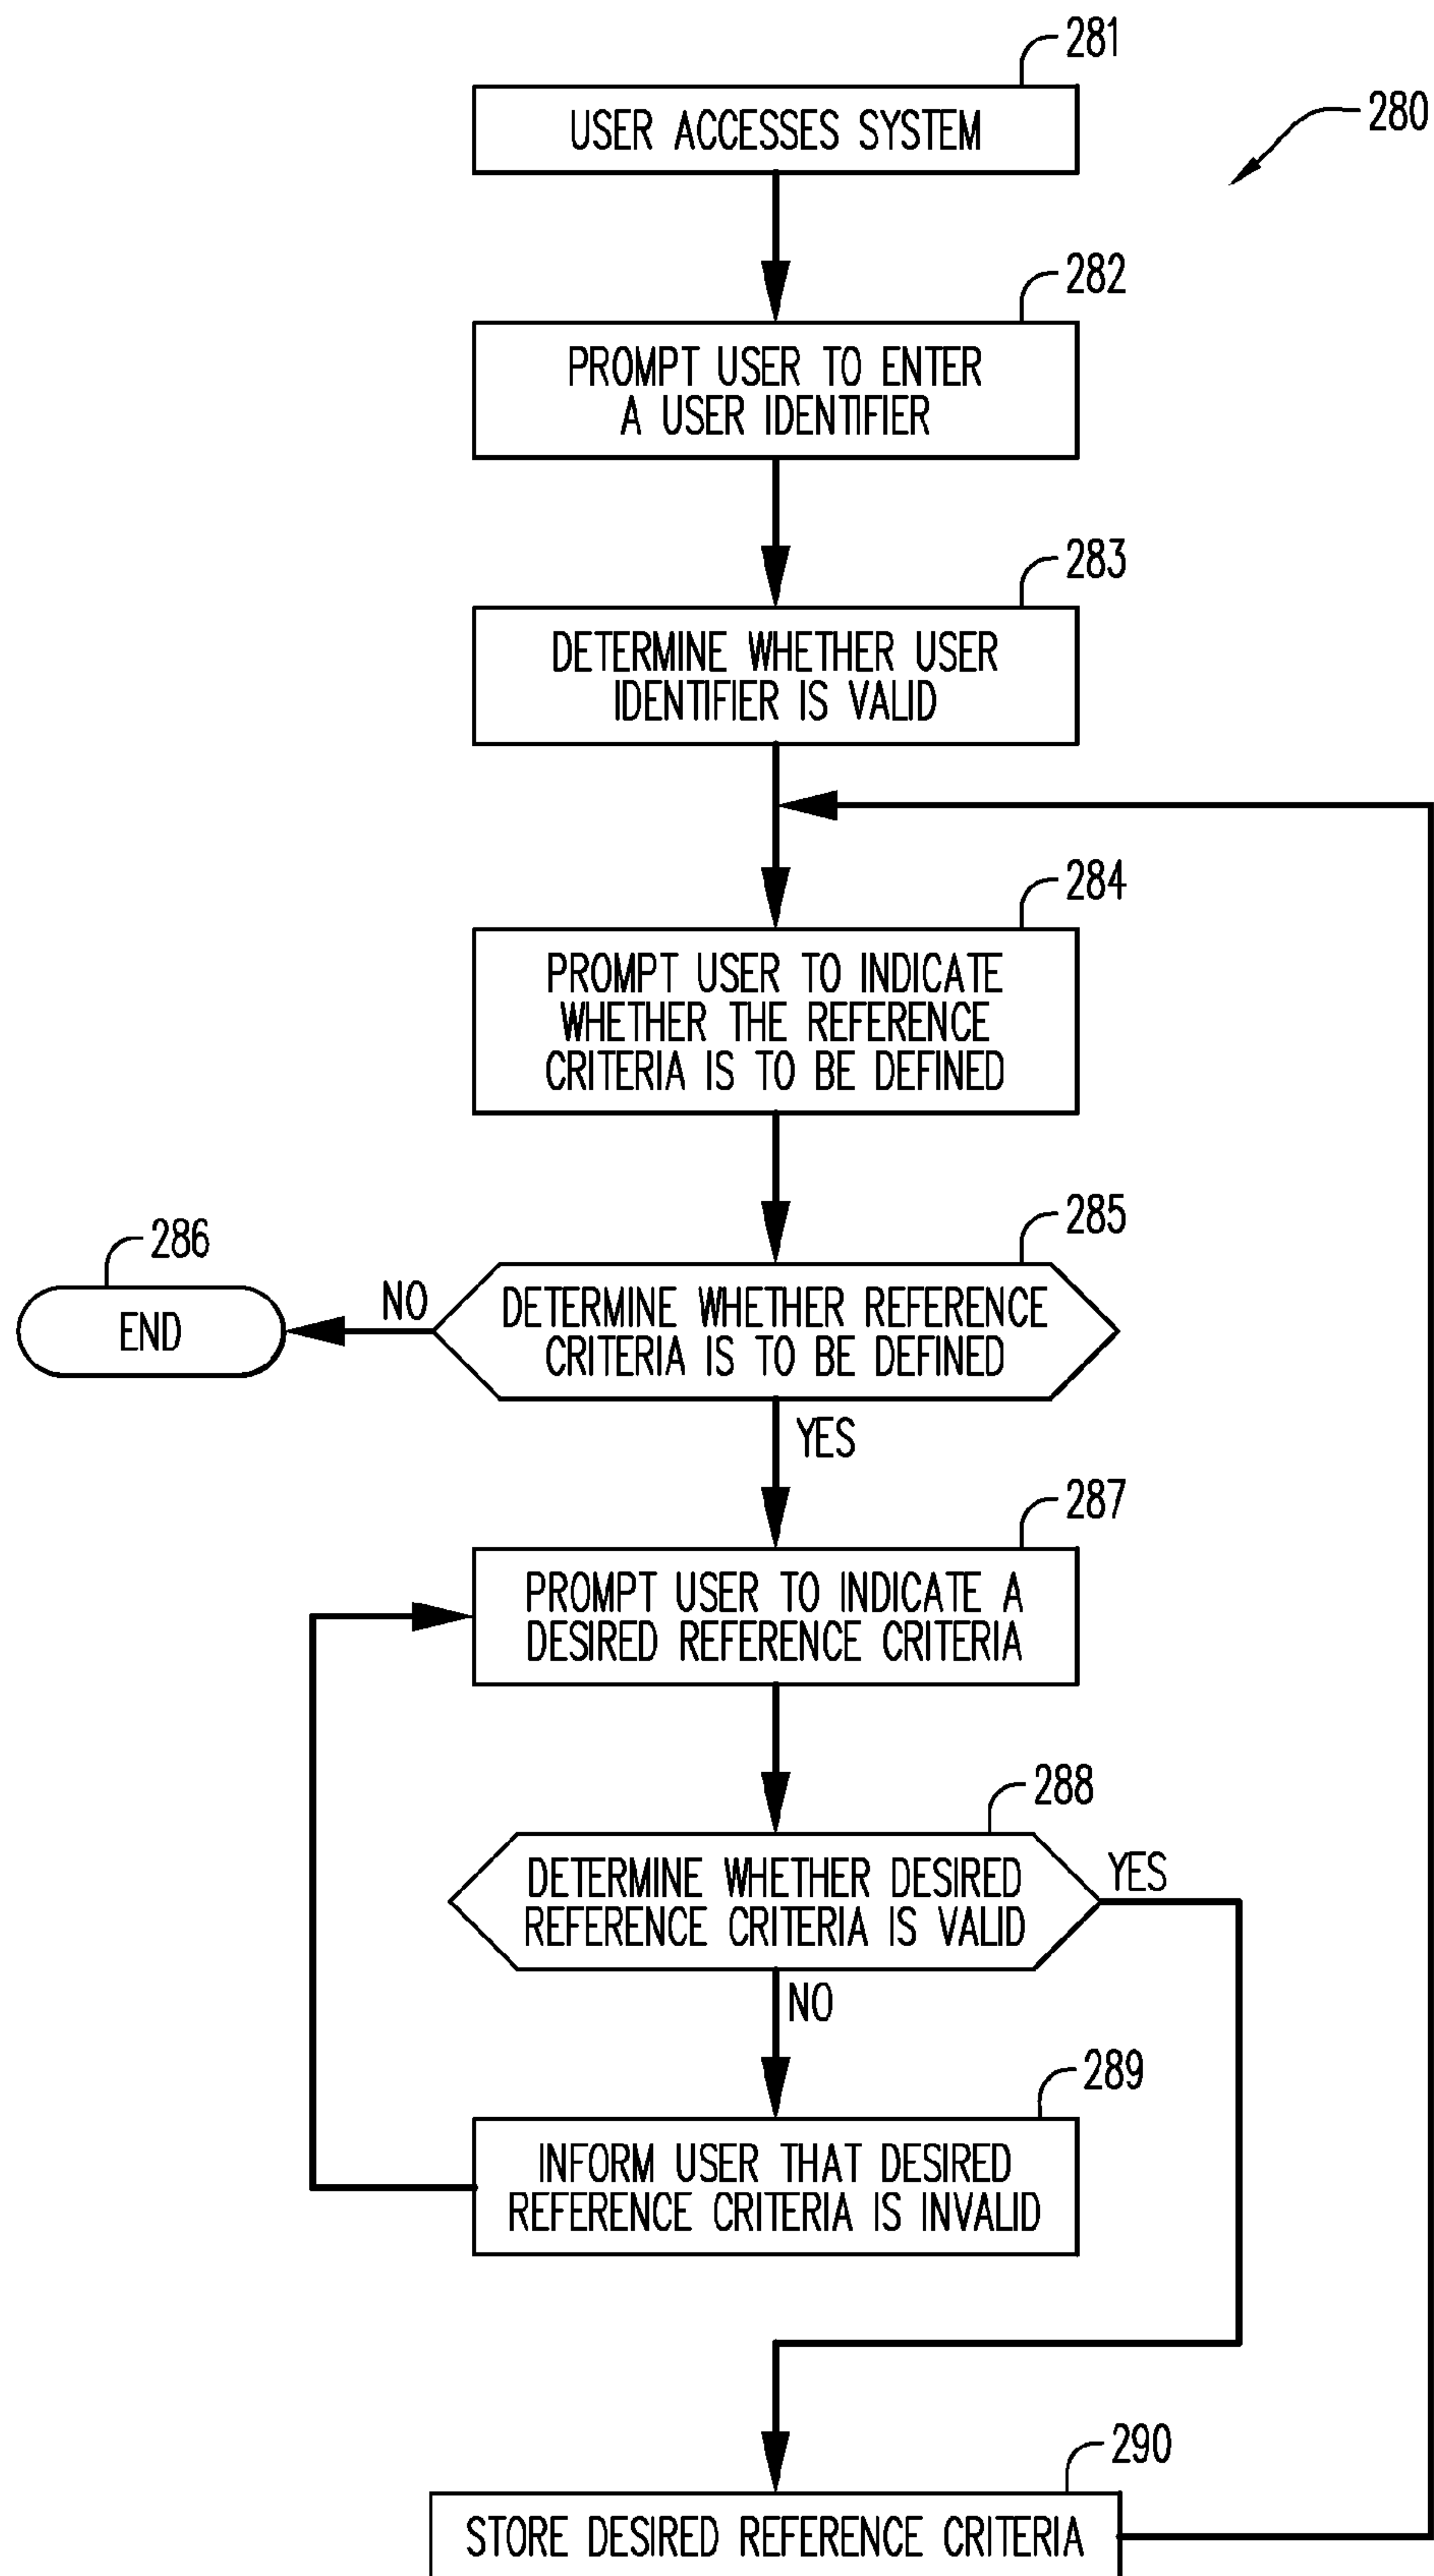 281
USER ACCESSES SYSTEM
280
282
PROMPT USER TO ENTER
A USER IDENTIFIER
283
DETERMINE WHETHER USER
IDENTIFIER IS VALID
284
PROMPT USER TO INDICATE
WHETHER THE REFERENCE
CRITERIA IS TO BE DEFINED
285
286
END
NO
DETERMINE WHETHER REFERENCE
CRITERIA IS TO BE DEFINED
YES
287
PROMPT USER TO INDICATE A
DESIRED REFERENCE CRITERIA
288
DETERMINE WHETHER DESIRED
REFERENCE CRITERIA IS VALID
YES
NO
289
INFORM USER THAT DESIRED
REFERENCE CRITERIA IS INVALID
290
STORE DESIRED REFERENCE CRITERIA